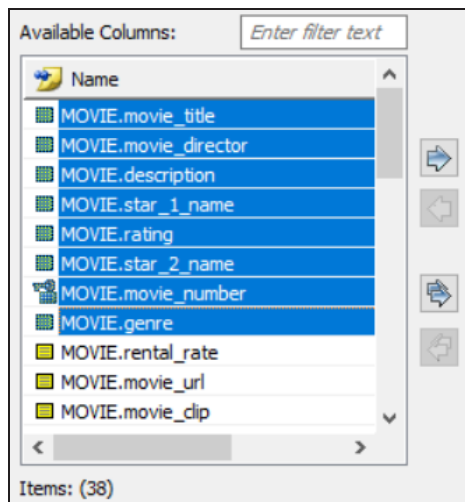 Available Columns: Enter filter text
Name
MOVIE.movie_title
MOVIE.movie_director
MOVIE.description
MOVIE.star_1_name
MOVIE.rating
MOVIE.star_2_name
MOVIE.movie_number
MOVIE.genre
MOVIE.rental_rate
MOVIE.movie_url
MOVIE.movie_clip
Items: (38)